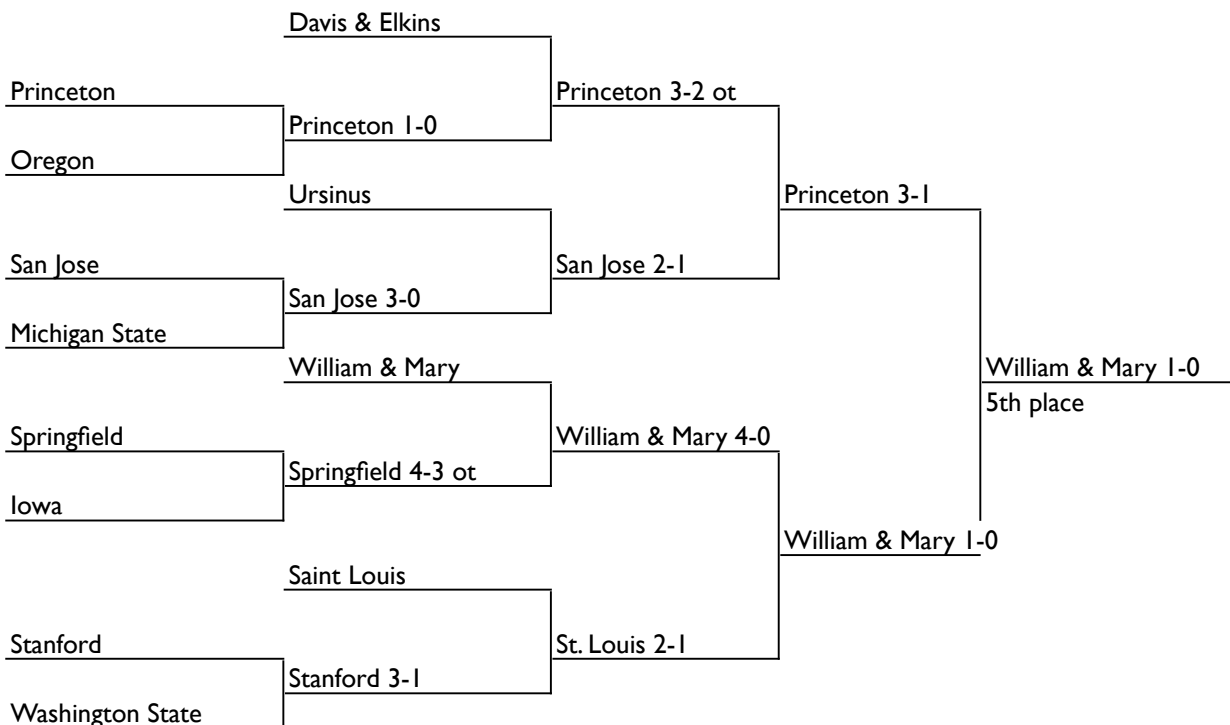 Davis & Elkins
Princeton
Princeton 3-2 ot
Princeton 1-0
Oregon
Ursinus
Princeton 3-1
San Jose
San Jose 2-1
San Jose 3-0
Michigan State
William & Mary
William & Mary 1-0
5th place
Springfield
William & Mary 4-0
Springfield 4-3 ot
Iowa
William & Mary 1-0
Saint Louis
Stanford
St. Louis 2-1
Stanford 3-1
Washington State